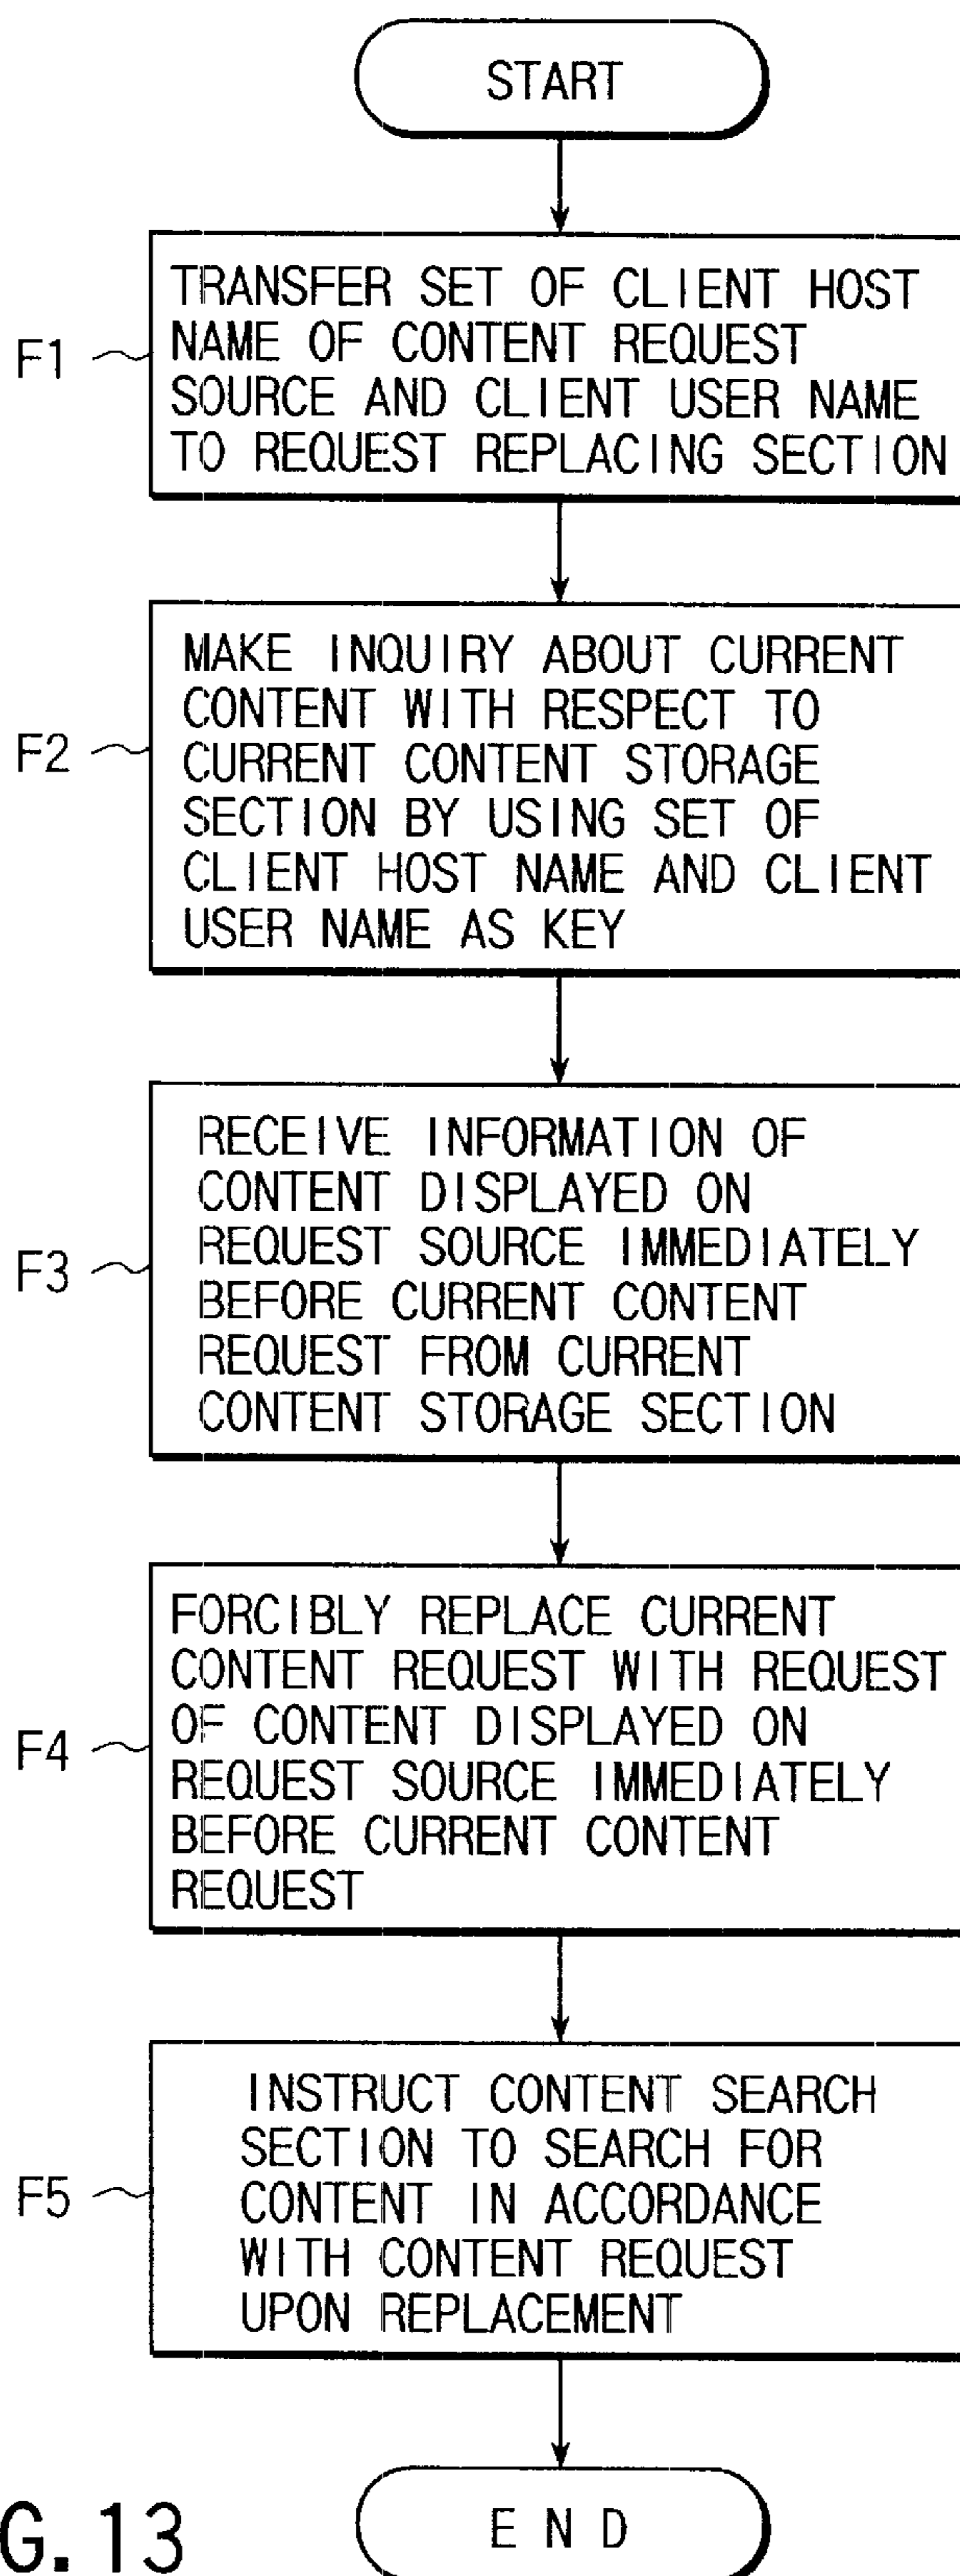 START
F1
TRANSFER SET OF CLIENT HOST
NAME OF CONTENT REQUEST
SOURCE AND CLIENT USER NAME
TO REQUEST REPLACING SECTION
F2
MAKE INQUIRY ABOUT CURRENT
CONTENT WITH RESPECT TO
CURRENT CONTENT STORAGE
SECTION BY USING SET OF
CLIENT HOST NAME AND CLIENT
USER NAME AS KEY
F3
RECEIVE INFORMATION OF
CONTENT DISPLAYED ON
REQUEST SOURCE IMMEDIATELY
BEFORE CURRENT CONTENT
REQUEST FROM CURRENT
CONTENT STORAGE SECTION
F4
FORCIBLY REPLACE CURRENT
CONTENT REQUEST WITH REQUEST
OF CONTENT DISPLAYED ON
REQUEST SOURCE IMMEDIATELY
BEFORE CURRENT CONTENT
REQUEST
F5
INSTRUCT CONTENT SEARCH
SECTION TO SEARCH FOR
CONTENT IN ACCORDANCE
WITH CONTENT REQUEST
UPON REPLACEMENT
END
G.13